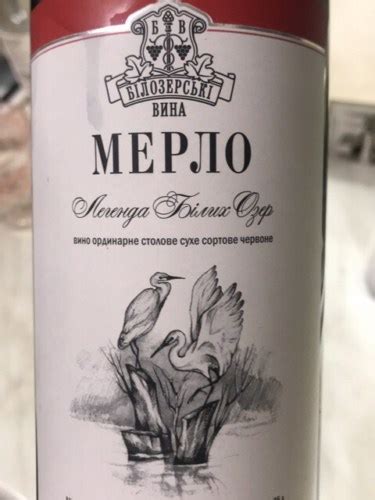 Б В
БІЛОЗЕРСЬКІ
ВИНА
МЕРЛО
Легенда Білих Озер
вино ординарне столове сухе сортове червоне